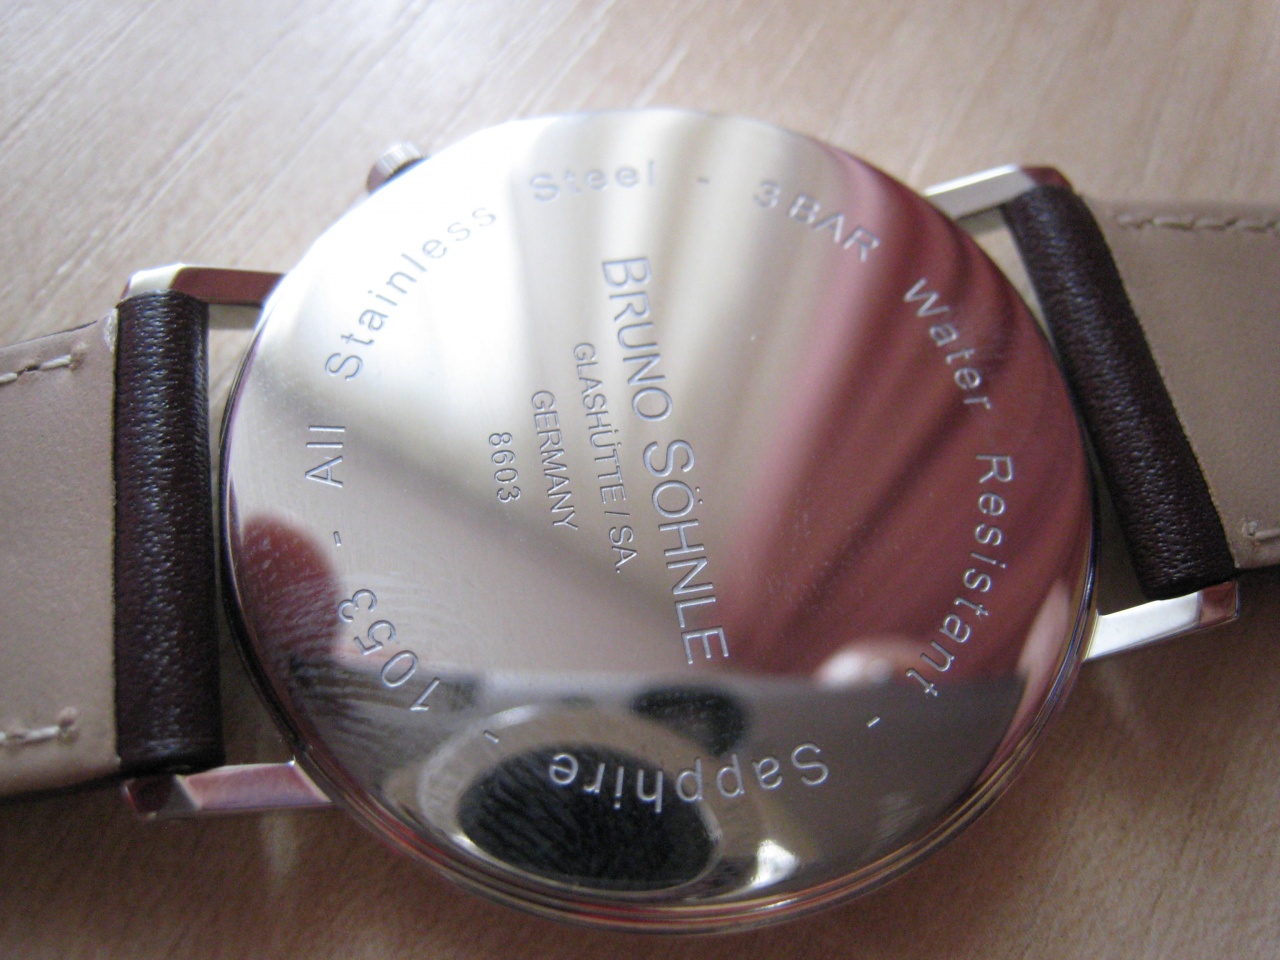 BRUNO SÖHNLE
GLASHÜTTE / SA.
GERMANY
8603
All Stainless Steel - 3 BAR Water Resistant - Sapphire - 1053 -